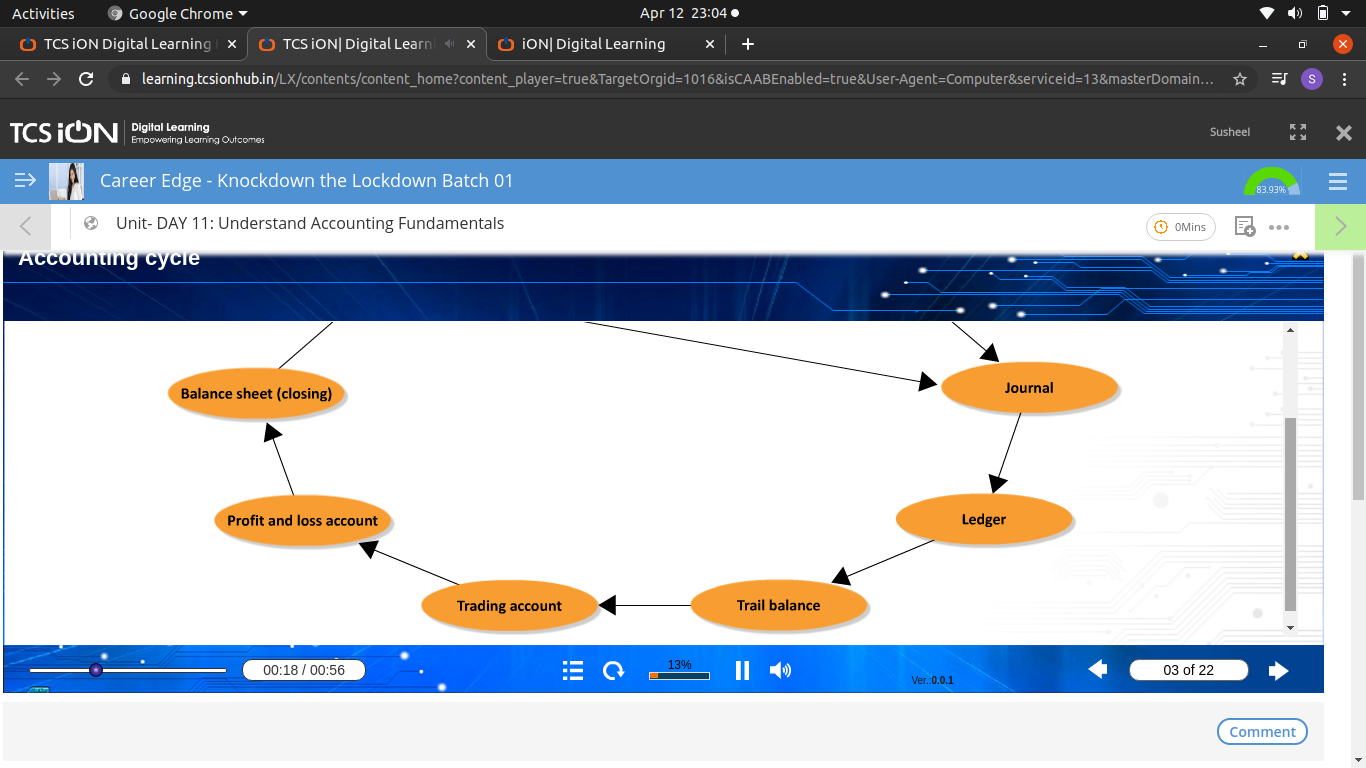 Activities
Google Chrome
Apr 12 23:04
TCS iON Digital Learning
TCS iON| Digital Learn
iON| Digital Learning
learning.tcsionhub.in/LX/contents/content_home?content_player=true&TargetOrgid=1016&isCAABEnabled=true&User-Agent=Computer&serviceid=13&masterDomain...
S
TCS iON
Digital Learning
Empowering Learning Outcomes
Susheel
Career Edge - Knockdown the Lockdown Batch 01
83.93%
Unit- DAY 11: Understand Accounting Fundamentals
0Mins
Accounting cycle
Balance sheet (closing)
Journal
Profit and loss account
Ledger
Trading account
Trail balance
00:18 / 00:56
13%
Ver.:0.0.1
03 of 22
Comment